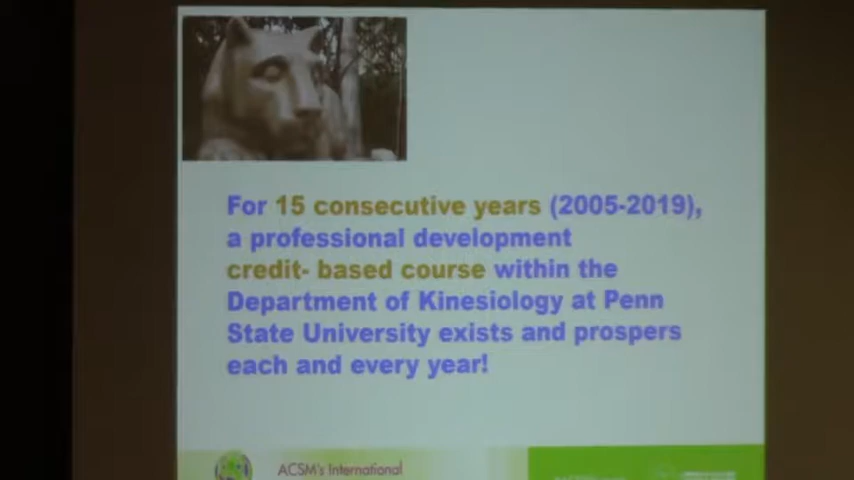 For 15 consecutive years (2005-2019),
a professional development
credit- based course within the
Department of Kinesiology at Penn
State University exists and prospers
each and every year!
ACSM's International